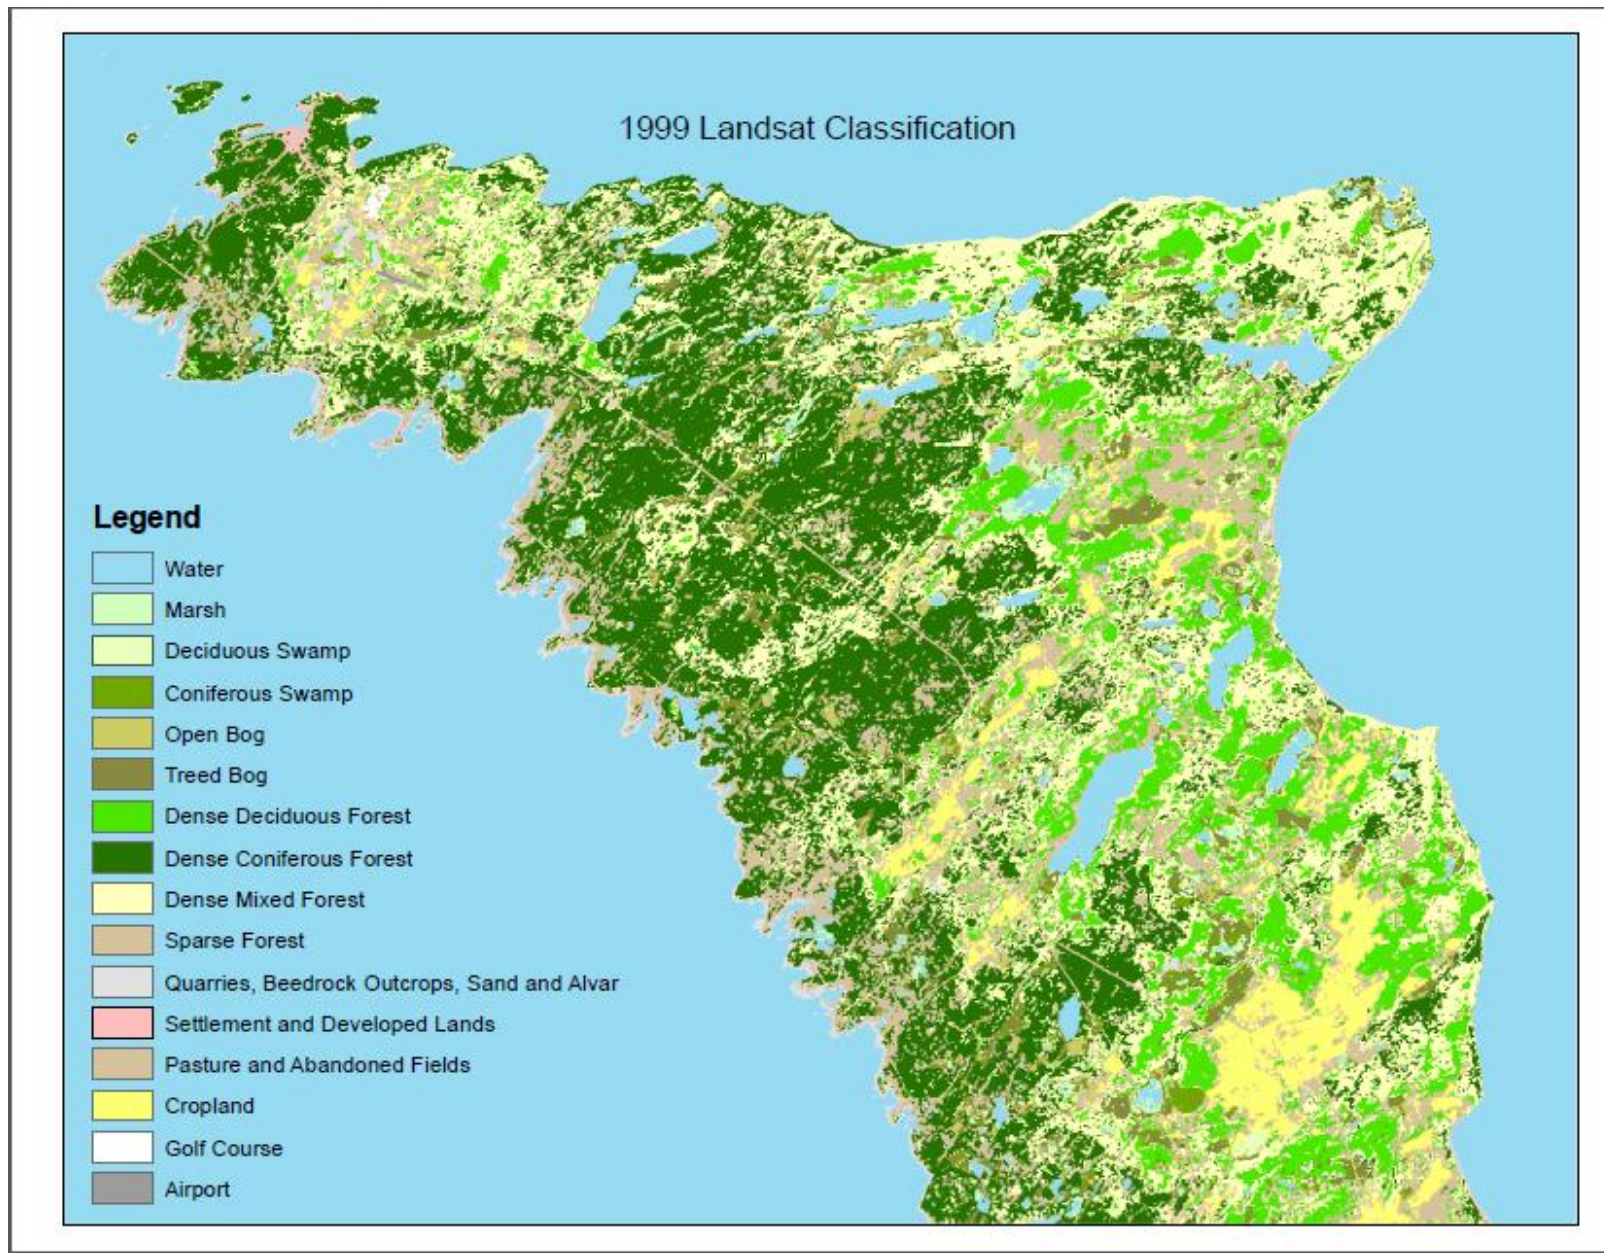 1999 Landsat Classification
Legend
Water
Marsh
Deciduous Swamp
Coniferous Swamp
Open Bog
Treed Bog
Dense Deciduous Forest
Dense Coniferous Forest
Dense Mixed Forest
Sparse Forest
Quarries, Beedrock Outcrops, Sand and Alvar
Settlement and Developed Lands
Pasture and Abandoned Fields
Cropland
Golf Course
Airport